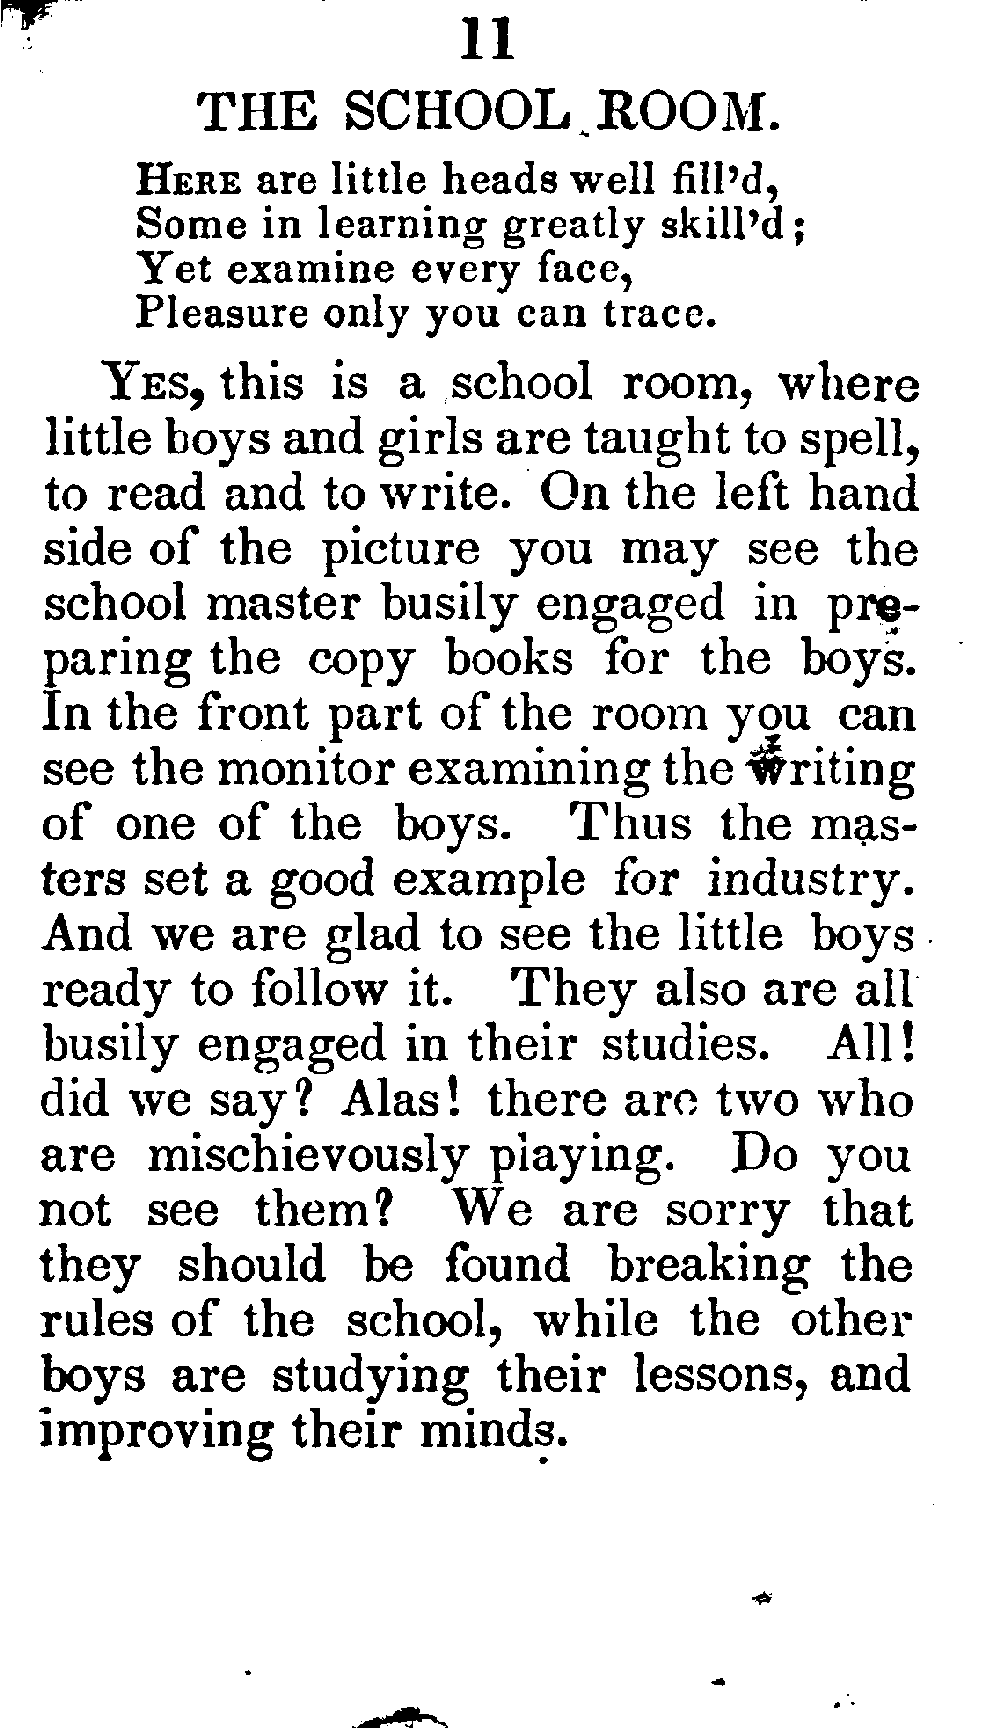 11
THE SCHOOL ROOM.
HERE are little heads well fill'd,
Some in learning greatly skill'd;
Yet examine every face,
Pleasure only you can trace.
YES, this is a school room, where
little boys and girls are taught to spell,
to read and to write. On the left hand
side of the picture you may see the
school master busily engaged in pre-
paring the copy books for the boys.
In the front part of the room you can
see the monitor examining the writing
of one of the boys. Thus the mas-
ters set a good example for industry.
And we are glad to see the little boys
ready to follow it. They also are all
busily engaged in their studies. All!
did we say? Alas! there are two who
are mischievously playing. Do you
not see them? We are sorry that
they should be found breaking the
rules of the school, while the other
boys are studying their lessons, and
improving their minds.